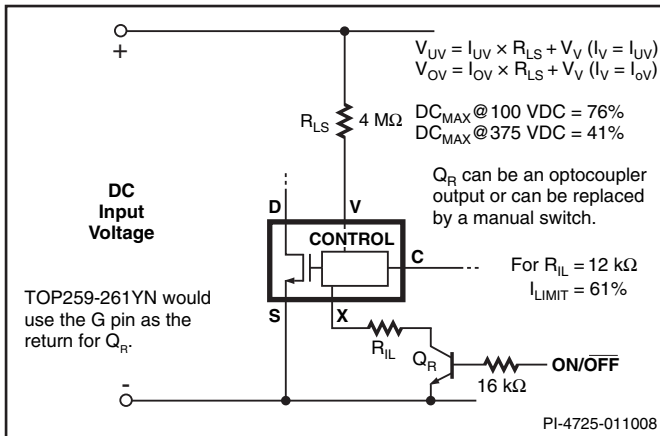 +
V_UV = I_UV × R_LS + V_V (I_V = I_UV)
V_OV = I_OV × R_LS + V_V (I_V = I_oV)
R_LS 4 MΩ
DC_MAX@100 VDC = 76%
DC_MAX@375 VDC = 41%
Q_R can be an optocoupler
output or can be replaced
by a manual switch.
DC
Input
Voltage
D
V
CONTROL
C
For R_IL = 12 kΩ
I_LIMIT = 61%
TOP259-261YN would
use the G pin as the
return for Q_R.
S
X
R_IL
Q_R
16 kΩ
ON/O̅F̅F̅
-
PI-4725-011008